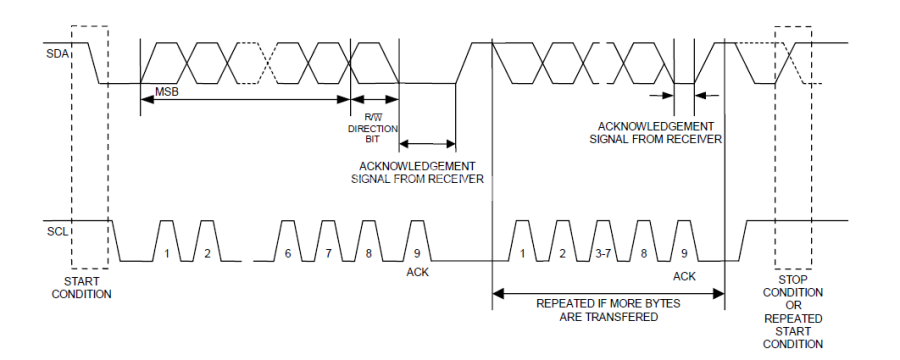 SDA
MSB
R/W
DIRECTION
BIT
ACKNOWLEDGEMENT
SIGNAL FROM RECEIVER
ACKNOWLEDGEMENT
SIGNAL FROM RECEIVER
SCL
1 2 6 7 8 9 1 2 3-7 8 9
ACK ACK
START
CONDITION
REPEATED IF MORE BYTES
ARE TRANSFERED
STOP
CONDITION
OR
REPEATED
START
CONDITION